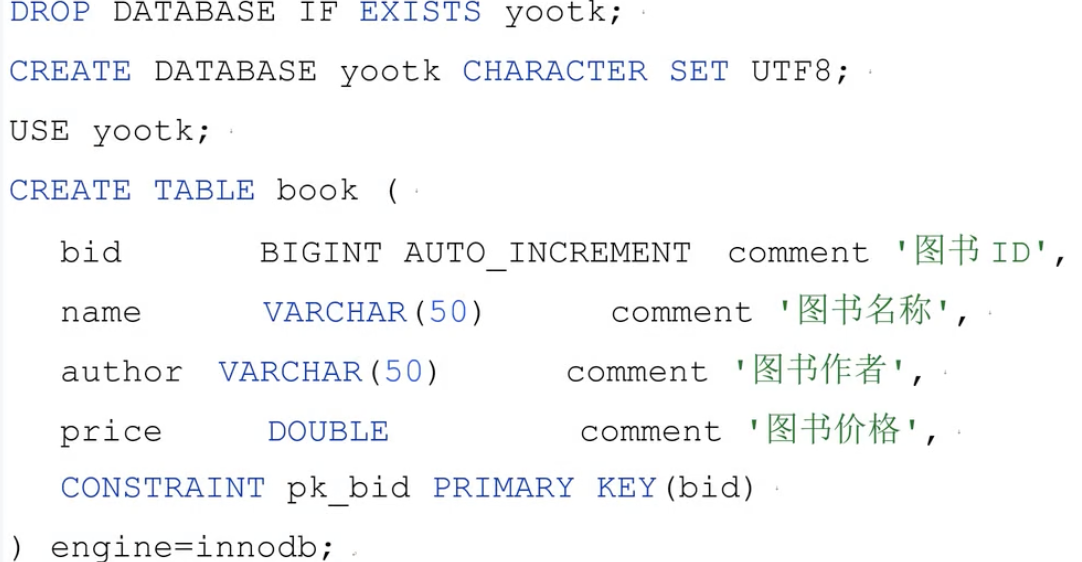 DROP DATABASE IF EXISTS yootk;
CREATE DATABASE yootk CHARACTER SET UTF8;
USE yootk;
CREATE TABLE book (
bid BIGINT AUTO_INCREMENT comment '图书ID',
name VARCHAR(50) comment '图书名称',
author VARCHAR(50) comment '图书作者',
price DOUBLE comment '图书价格',
CONSTRAINT pk_bid PRIMARY KEY(bid)
) engine=innodb;